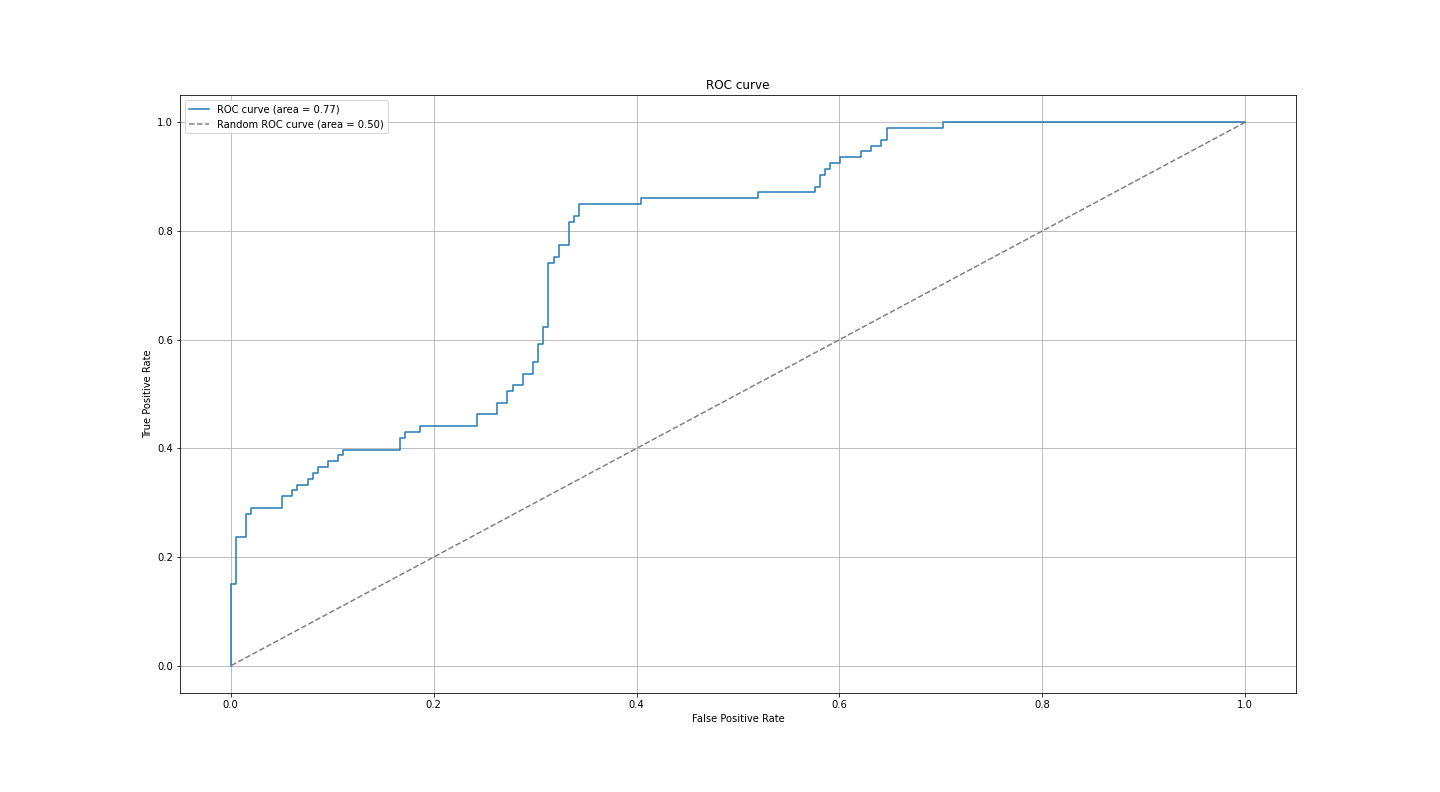 ROC curve
ROC curve (area = 0.77)
Random ROC curve (area = 0.50)
1.0
0.8
0.6
0.4
0.2
0.0
True Positive Rate
0.0 0.2 0.4 0.6 0.8 1.0
False Positive Rate